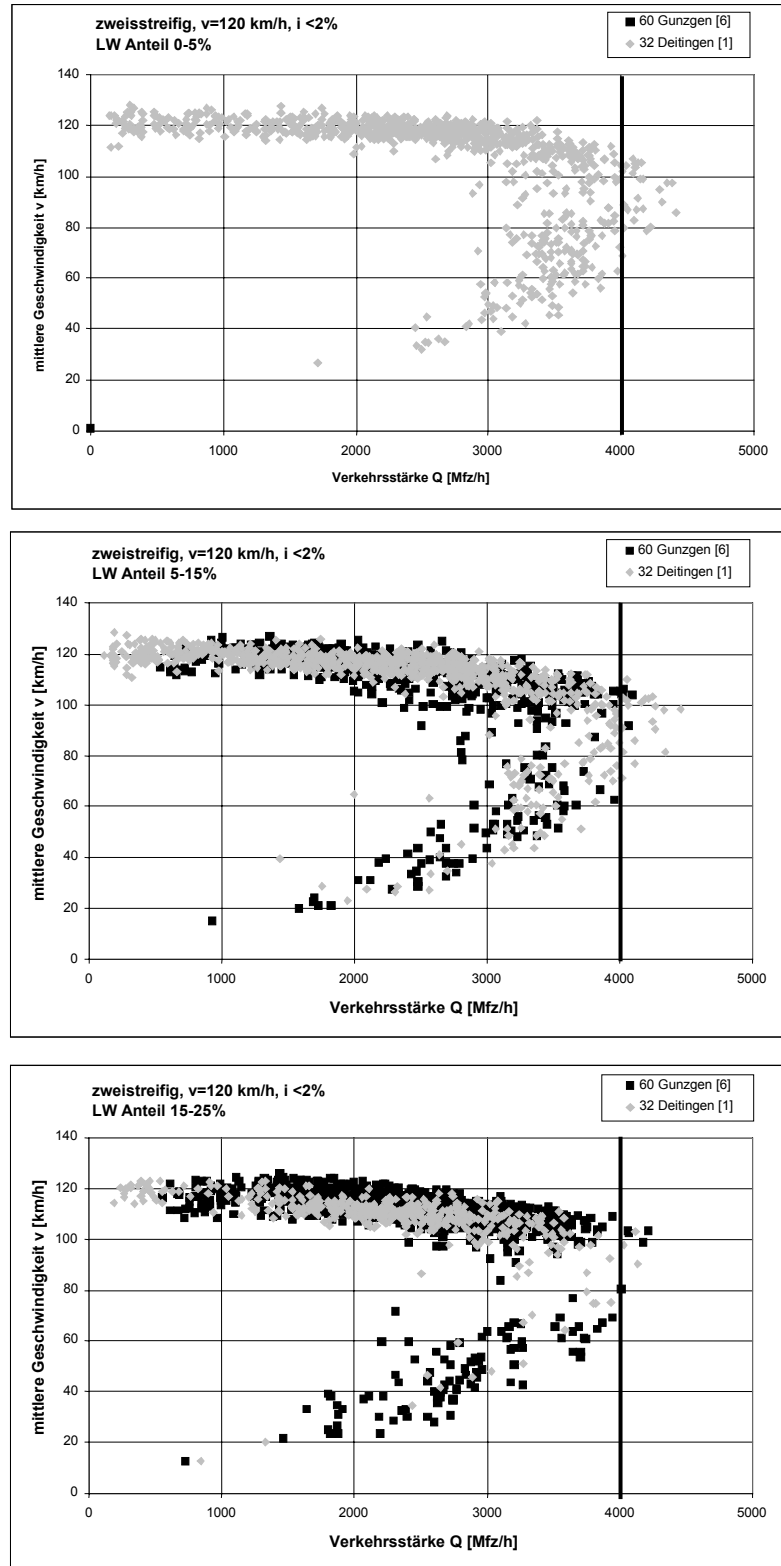 zweisstreifig, v=120 km/h, i <2%
LW Anteil 0-5%
60 Gunzgen [6]
32 Deitingen [1]
mittlere Geschwindigkeit v [km/h]
140
120
100
80
60
40
20
0
0 1000 2000 3000 4000 5000
Verkehrsstärke Q [Mfz/h]
zweistreifig, v=120 km/h, i <2%
LW Anteil 5-15%
60 Gunzgen [6]
32 Deitingen [1]
mittlere Geschwindigkeit v [km/h]
140
120
100
80
60
40
20
0
0 1000 2000 3000 4000 5000
Verkehrsstärke Q [Mfz/h]
zweistreifig, v=120 km/h, i <2%
LW Anteil 15-25%
60 Gunzgen [6]
32 Deitingen [1]
mittlere Geschwindigkeit v [km/h]
140
120
100
80
60
40
20
0
0 1000 2000 3000 4000 5000
Verkehrsstärke Q [Mfz/h]